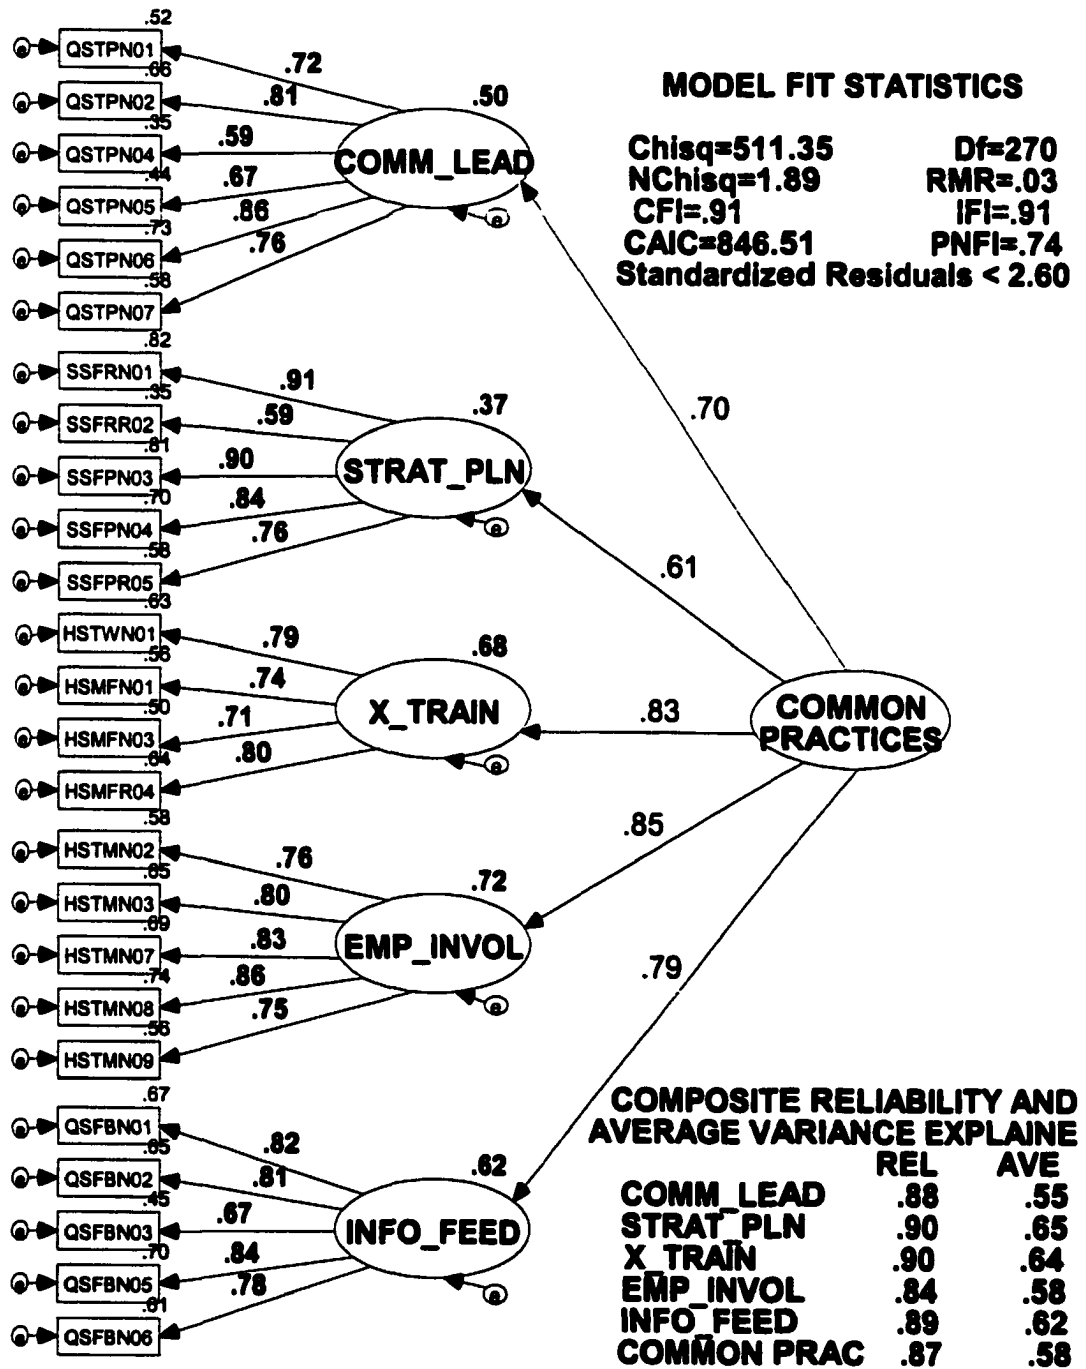 .52
QSTPN01
.72
.66
QSTPN02
.81
.35
QSTPN04
.59
.44
QSTPN05
.67
.73
QSTPN06
.86
.58
QSTPN07
.76
.50
COMM_LEAD
e
MODEL FIT STATISTICS
Chisq=511.35 Df=270
NChisq=1.89 RMR=.03
CFI=.91 IFI=.91
CAIC=846.51 PNFI=.74
Standardized Residuals < 2.60
.70
.82
SSFRN01
.91
.35
SSFRR02
.59
.81
SSFPN03
.90
.70
SSFPN04
.84
.58
SSFPR05
.76
.37
STRAT_PLN
e
.61
.63
HSTWN01
.79
.56
HSMFN01
.74
.50
HSMFN03
.71
.64
HSMFR04
.80
.68
X_TRAIN
e
.83
COMMON
PRACTICES
.58
HSTMN02
.76
.65
HSTMN03
.80
.69
HSTMN07
.83
.74
HSTMN08
.86
.56
HSTMN09
.75
.72
EMP_INVOL
e
.85
.79
.67
QSFBN01
.82
.65
QSFBN02
.81
.45
QSFBN03
.67
.70
QSFBN05
.84
.61
QSFBN06
.78
.62
INFO_FEED
e
COMPOSITE RELIABILITY AND
AVERAGE VARIANCE EXPLAINE
REL AVE
COMM_LEAD .88 .55
STRAT_PLN .90 .65
X_TRAIN .90 .64
EMP_INVOL .84 .58
INFO_FEED .89 .62
COMMON PRAC .87 .58